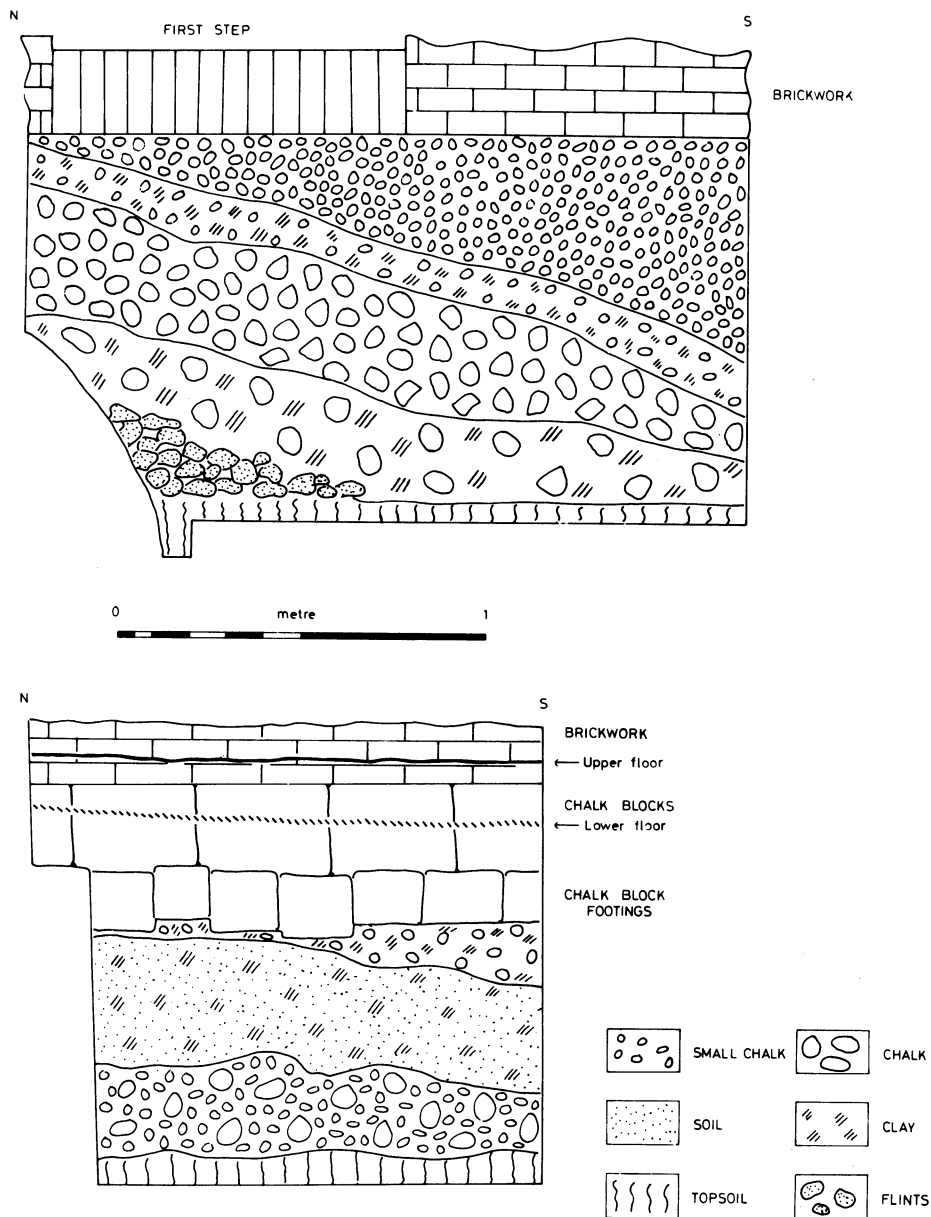 N
S
FIRST STEP
BRICKWORK
0 metre 1
N
S
BRICKWORK
← Upper floor
CHALK BLOCKS
← Lower floor
CHALK BLOCK
FOOTINGS
SMALL CHALK
CHALK
SOIL
CLAY
TOPSOIL
FLINTS